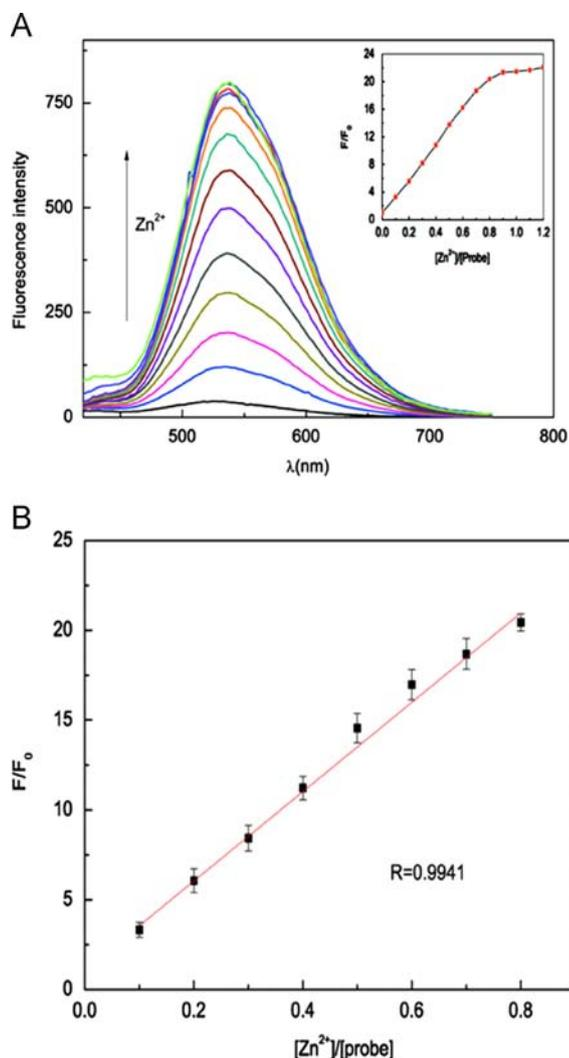 A
Fluorescence intensity
750
500
250
0
Zn2+
500
600
700
800
λ(nm)
F/Fo
24
20
16
12
8
4
0
0.0 0.2 0.4 0.6 0.8 1.0 1.2
[Zn2+]/[Probe]
B
F/Fo
25
20
15
10
5
0
R=0.9941
0.0 0.2 0.4 0.6 0.8
[Zn2+]/[probe]